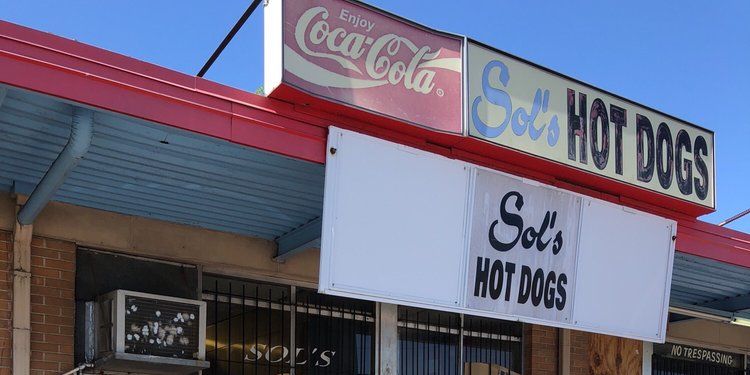 Enjoy
Coca-Cola®
Sol's HOT DOGS
Sol's
HOT DOGS
SOL'S
NO TRESPASSING